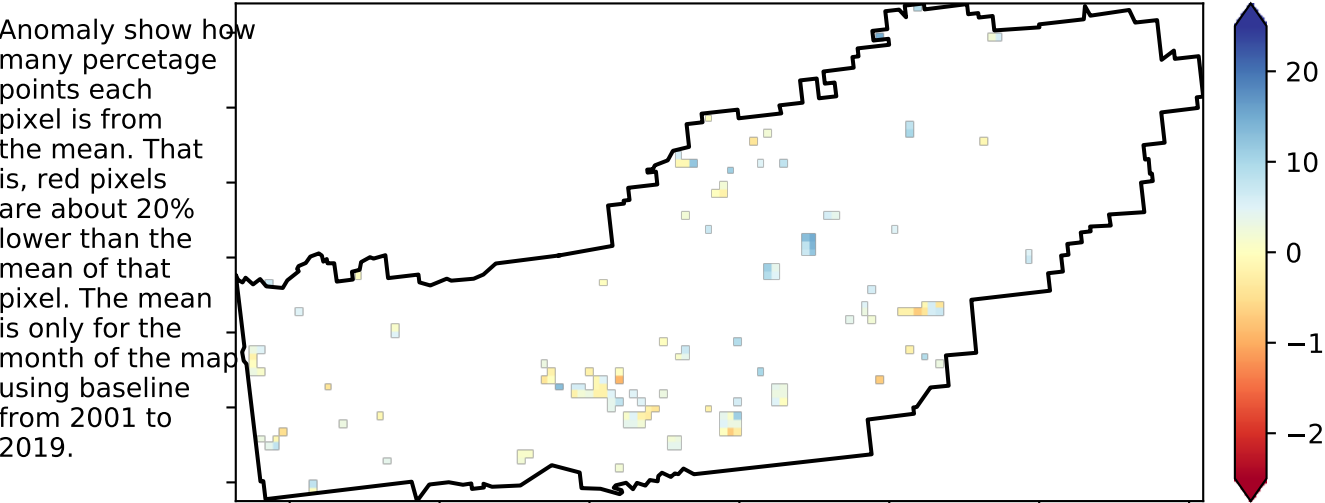 Anomaly show how
many percetage
points each
pixel is from
the mean. That
is, red pixels
are about 20%
lower than the
mean of that
pixel. The mean
is only for the
month of the map
using baseline
from 2001 to
2019.
20
10
0
−1
−2